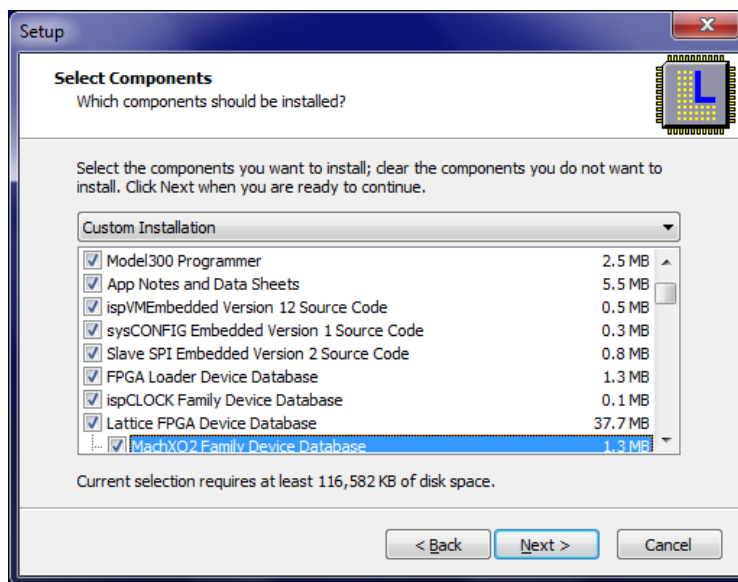 Setup
Select Components
Which components should be installed?
L
Select the components you want to install; clear the components you do not want to
install. Click Next when you are ready to continue.
Custom Installation
Model300 Programmer 2.5 MB
App Notes and Data Sheets 5.5 MB
ispVMEmbedded Version 12 Source Code 0.5 MB
sysCONFIG Embedded Version 1 Source Code 0.3 MB
Slave SPI Embedded Version 2 Source Code 0.8 MB
FPGA Loader Device Database 1.3 MB
ispCLOCK Family Device Database 0.1 MB
Lattice FPGA Device Database 37.7 MB
MachXO2 Family Device Database 1.3 MB
Current selection requires at least 116,582 KB of disk space.
< Back Next > Cancel